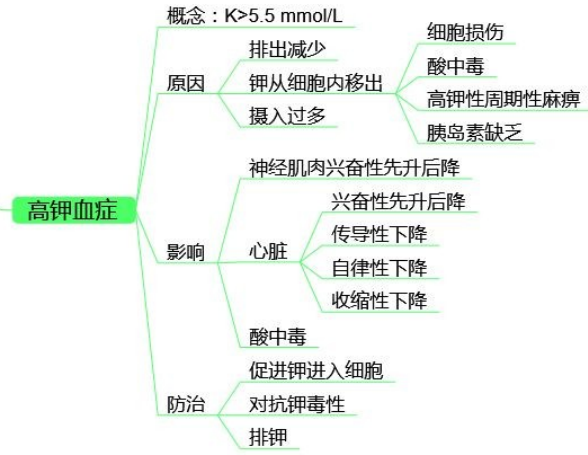 高钾血症
概念：K>5.5 mmol/L
原因
排出减少
钾从细胞内移出
细胞损伤
酸中毒
高钾性周期性麻痹
胰岛素缺乏
摄入过多
影响
神经肌肉兴奋性先升后降
心脏
兴奋性先升后降
传导性下降
自律性下降
收缩性下降
酸中毒
防治
促进钾进入细胞
对抗钾毒性
排钾